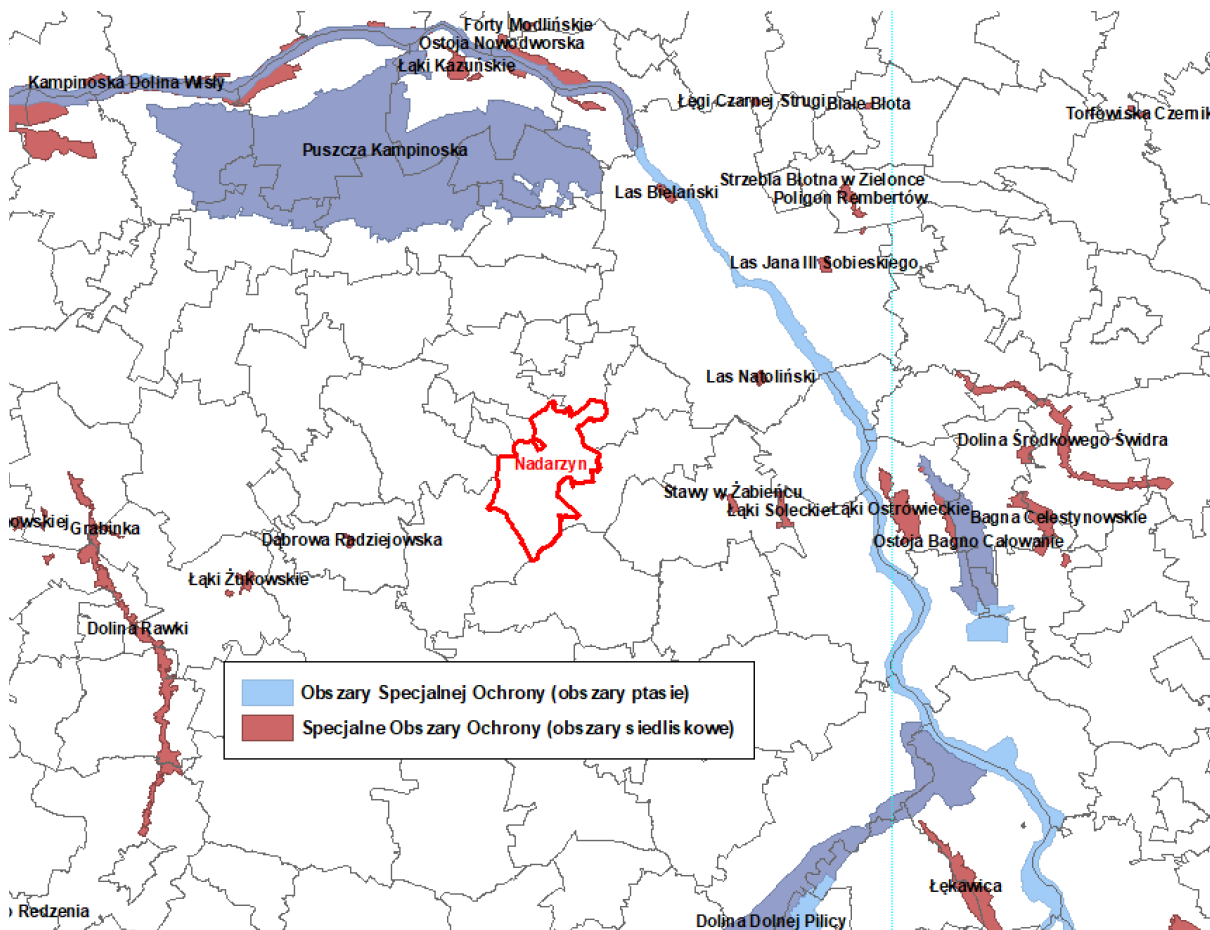 Forty Modlińskie
Ostoja Nowodworska
Łąki Kazuńskie
Kampinoska Dolina Wisły
Łęgi Czarnej Strugi
Białe Błota
Torfowiska Czernik
Puszcza Kampinoska
Las Bielański
Strzebla Błotna w Zielonce
Poligon Rembertów
Las Jana III Sobieskiego
Las Natoliński
Dolina Środkowego Świdra
Nadarzyn
Stawy w Żabieńcu
Łąki Soleckie
Łąki Ostrówieckie
Bagna Celestynowskie
Ostoja Bagno Całowanie
owskiej
Grabinka
Dąbrowa Radziejowska
Łąki Żukowskie
Dolina Rawki
Obszary Specjalnej Ochrony (obszary ptasie)
Specjalne Obszary Ochrony (obszary siedliskowe)
Łękawica
o Redzenia
Dolina Dolnej Pilicy